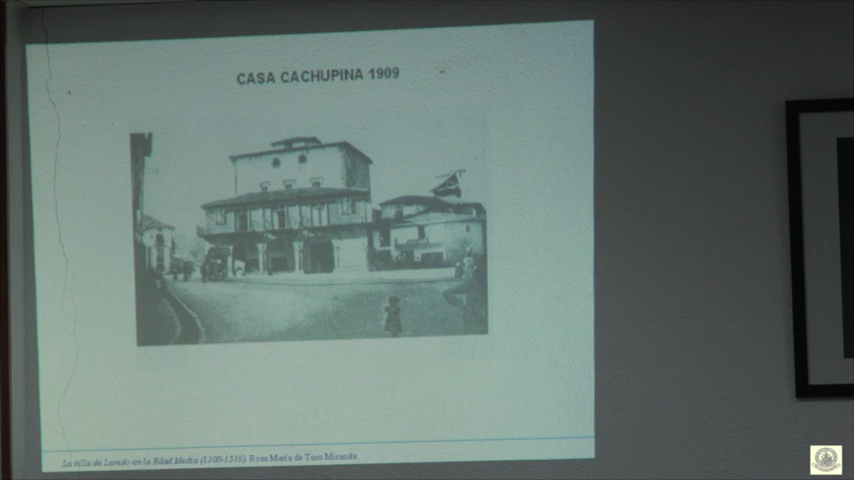 CASA CACHUPINA 1909
La villa de Laredo en la Edad Media (1200-1516) Rosa María de Toro Miranda